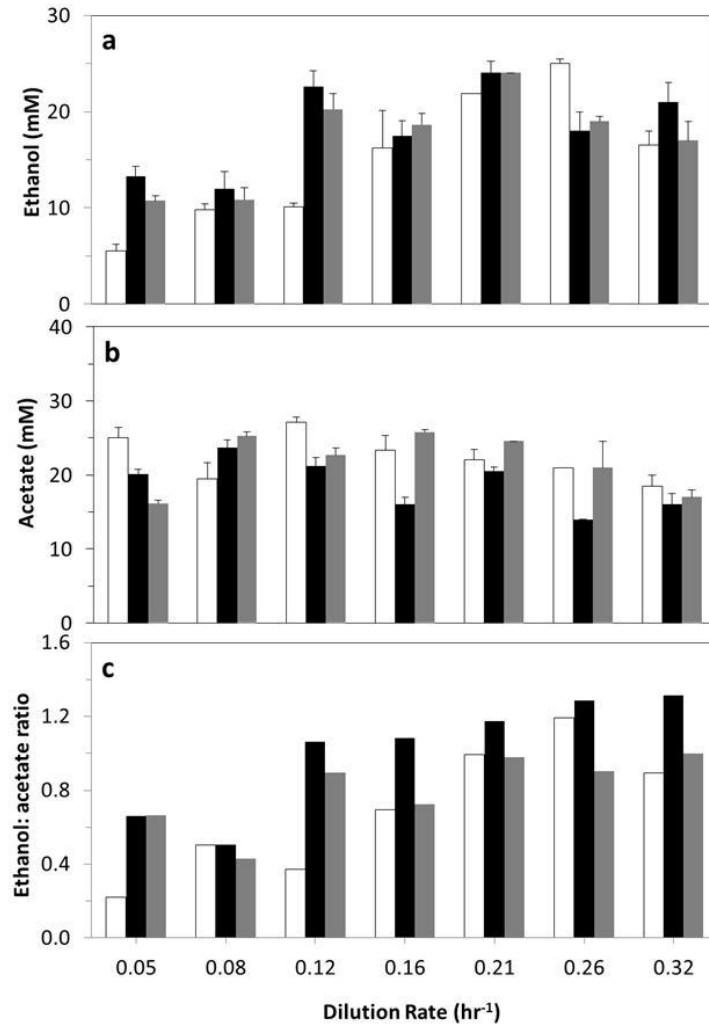 a
30
20
10
0
Ethanol (mM)
b
40
30
20
10
0
Acetate (mM)
c
1.6
1.2
0.8
0.4
0.0
Ethanol: acetate ratio
0.05 0.08 0.12 0.16 0.21 0.26 0.32
Dilution Rate (hr⁻¹)